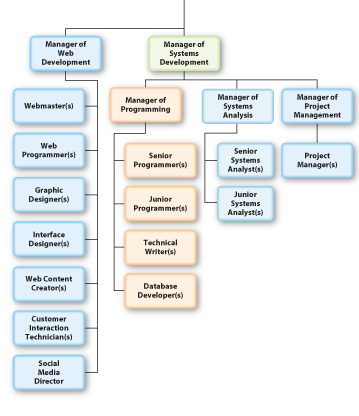 Manager of
Web
Development
Manager of
Systems
Development
Manager of
Programming
Manager of
Systems
Analysis
Manager of
Project
Management
Webmaster(s)
Web
Programmer(s)
Graphic
Designer(s)
Interface
Designer(s)
Web Content
Creator(s)
Customer
Interaction
Technician(s)
Social
Media
Director
Senior
Programmer(s)
Junior
Programmer(s)
Technical
Writer(s)
Database
Developer(s)
Senior
Systems
Analyst(s)
Junior
Systems
Analyst(s)
Project
Manager(s)